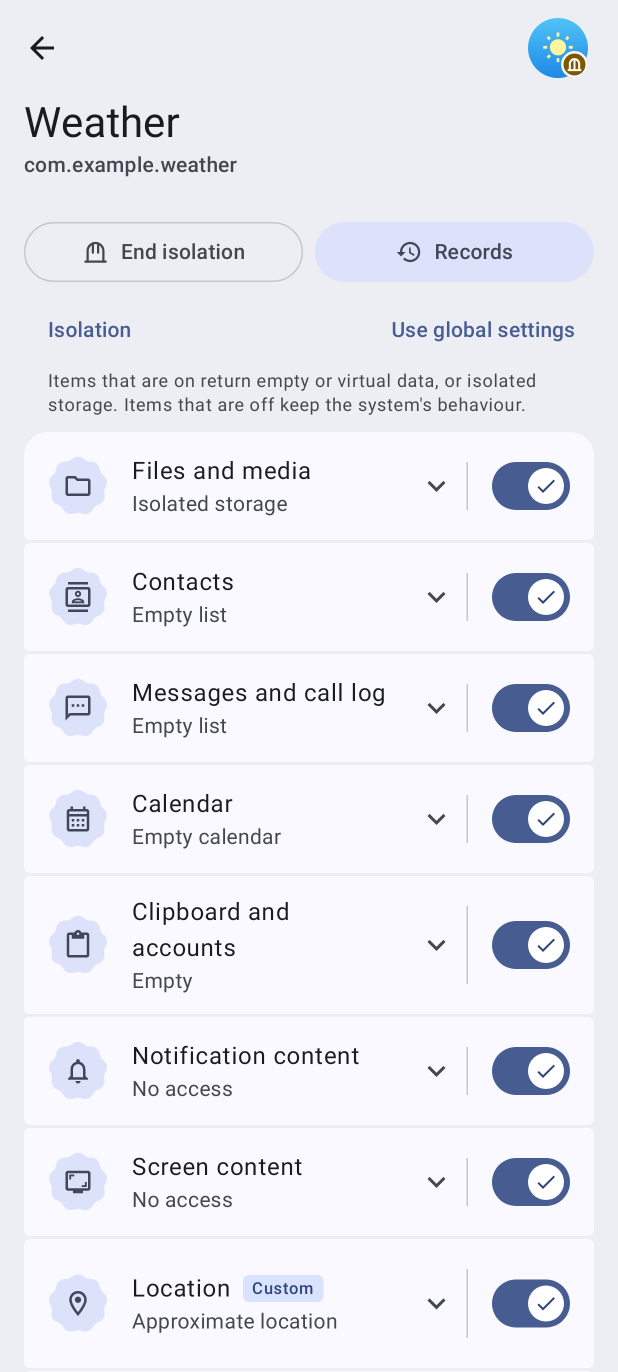 Weather
com.example.weather
End isolation
Records
Isolation
Use global settings
Items that are on return empty or virtual data, or isolated
storage. Items that are off keep the system's behaviour.
Files and media
Isolated storage
Contacts
Empty list
Messages and call log
Empty list
Calendar
Empty calendar
Clipboard and
accounts
Empty
Notification content
No access
Screen content
No access
Location Custom
Approximate location